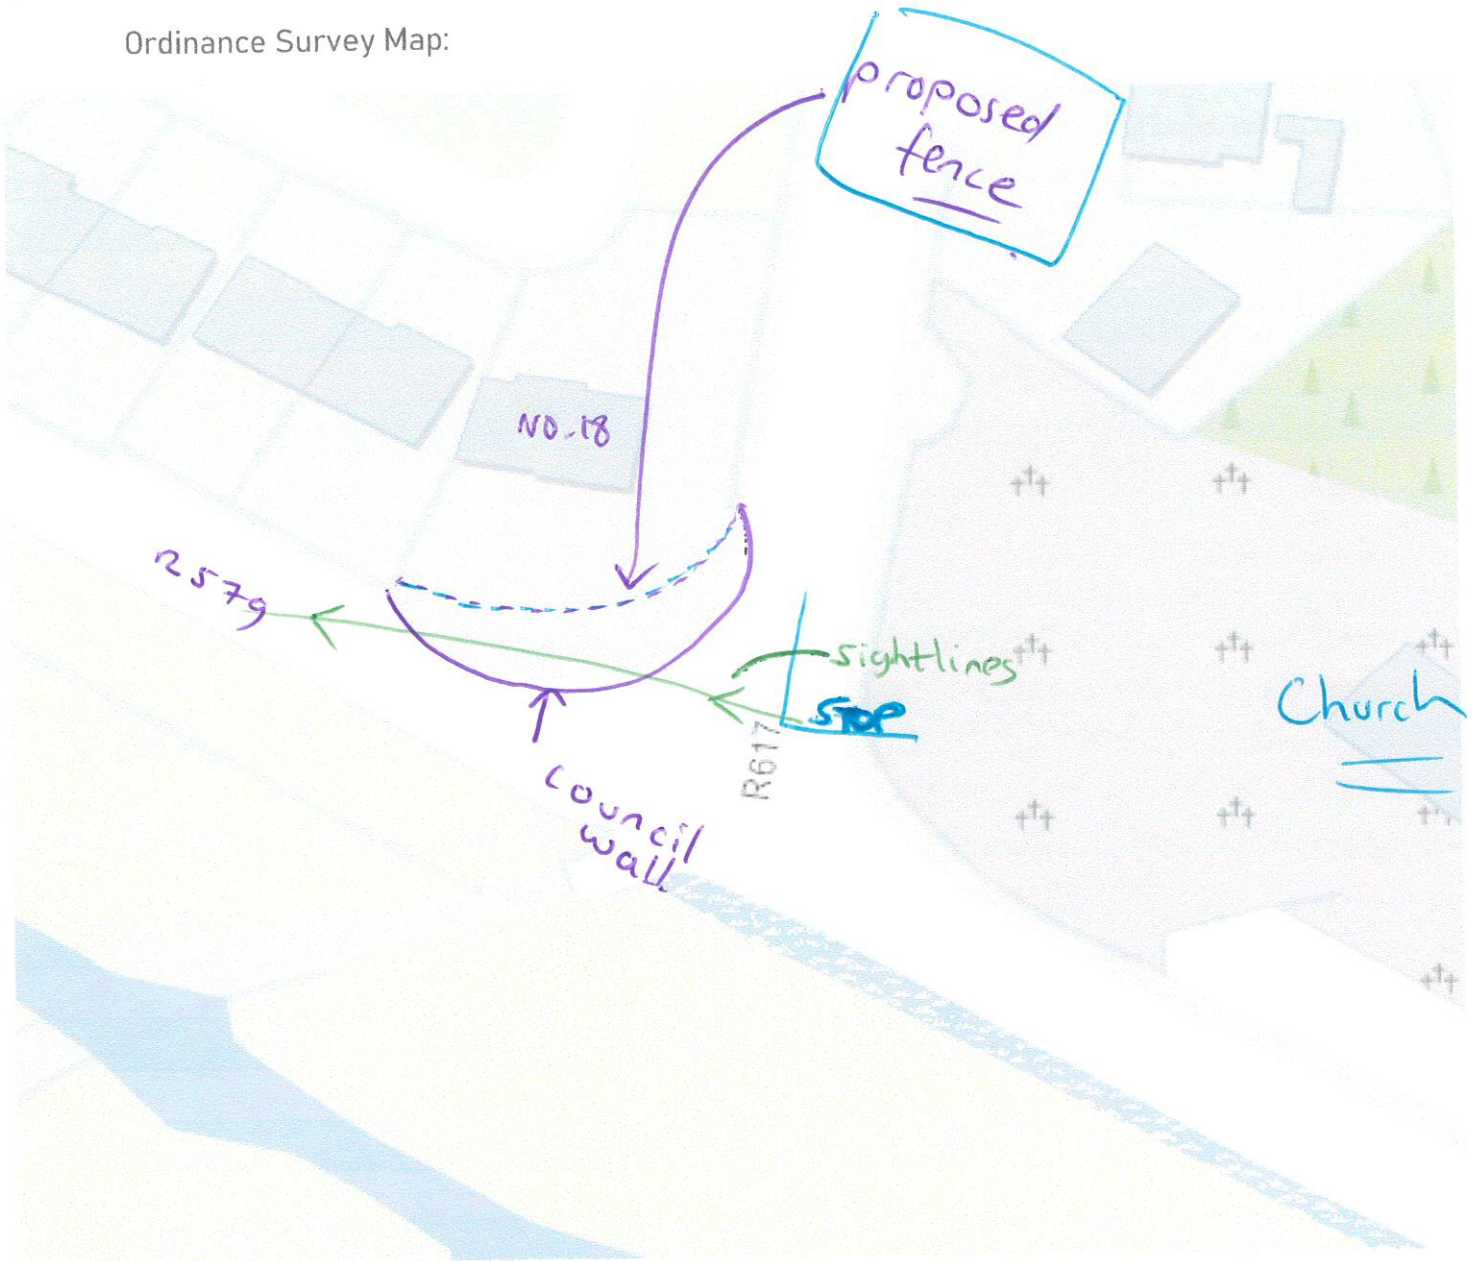 Ordinance Survey Map:
proposed
fence
NO.18
R579
sightlines
STOP
R617
Church
council
wall